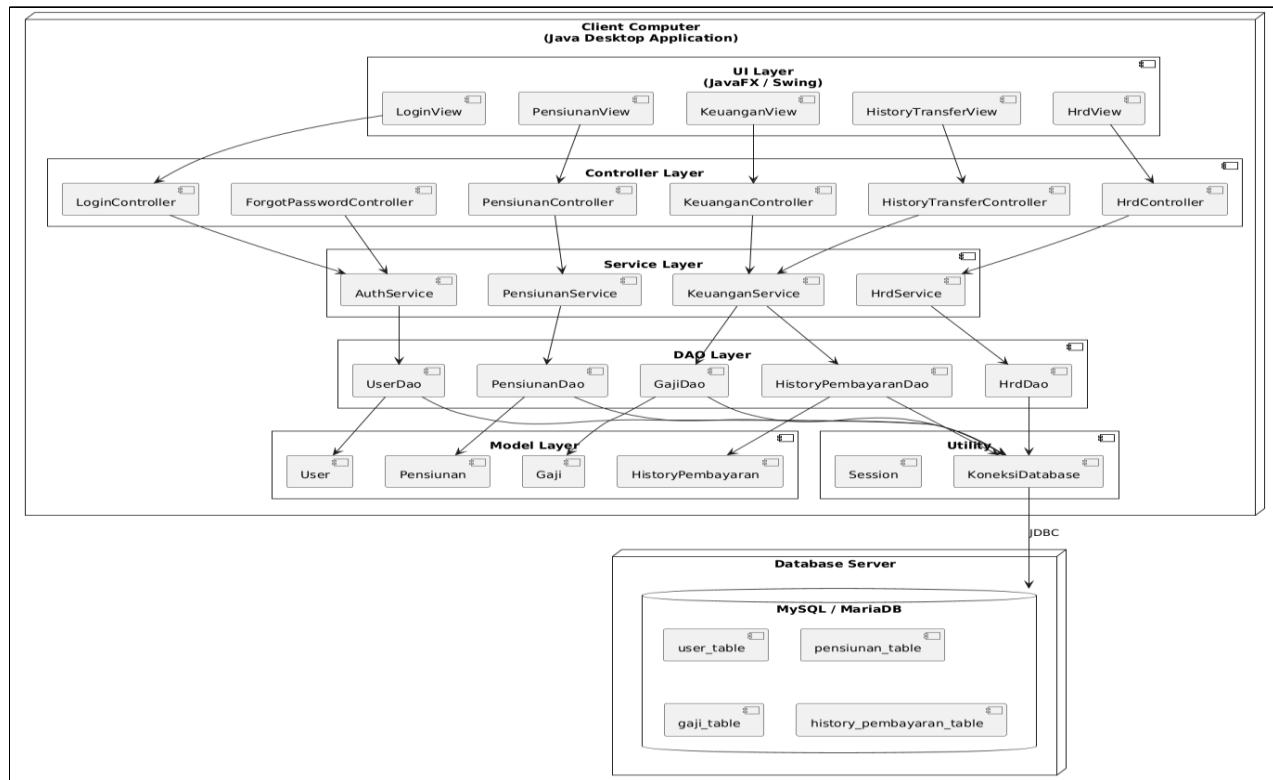 Client Computer
(Java Desktop Application)
UI Layer
(JavaFX / Swing)
LoginView
PensiunanView
KeuanganView
HistoryTransferView
HrdView
Controller Layer
LoginController
ForgotPasswordController
PensiunanController
KeuanganController
HistoryTransferController
HrdController
Service Layer
AuthService
PensiunanService
KeuanganService
HrdService
DAO Layer
UserDao
PensiunanDao
GajiDao
HistoryPembayaranDao
HrdDao
Model Layer
User
Pensiunan
Gaji
HistoryPembayaran
Utility
Session
KoneksiDatabase
JDBC
Database Server
MySQL / MariaDB
user_table
pensiunan_table
gaji_table
history_pembayaran_table